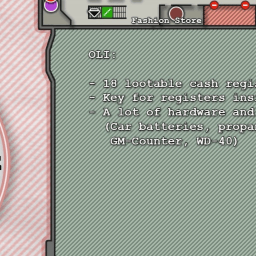 Fashion Store
OLI:
- 18 lootable cash regi
- Key for registers ins
- A lot of hardware and
(Car batteries, propa
GM-Counter, WD-40)